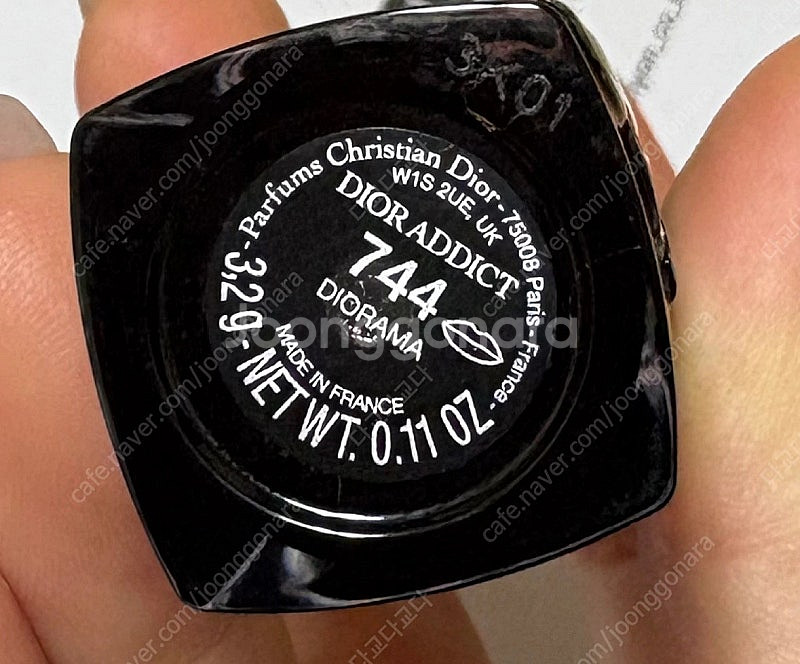 3Y01
- Parfums Christian Dior - 75008 Paris - France -
W1S 2UE, UK
DIOR ADDICT
744
DIORAMA
MADE IN FRANCE
3,2 g - NET WT. 0.11 OZ
joonggonara
cafe.naver.com/joonggonara